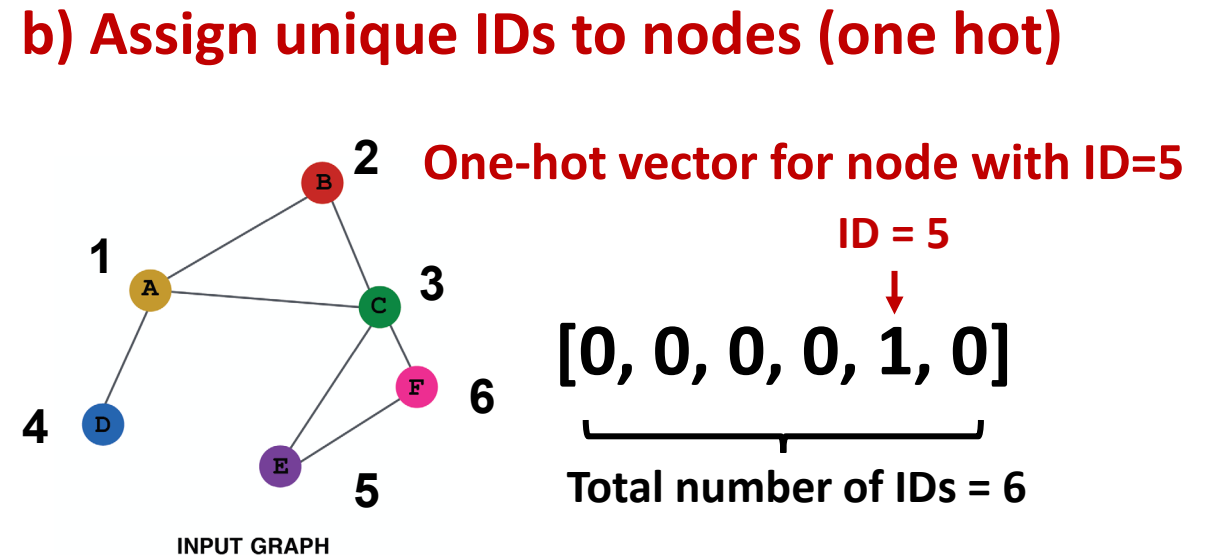 b) Assign unique IDs to nodes (one hot)
2
One-hot vector for node with ID=5
B
ID = 5
1
A
3
C
[0, 0, 0, 0, 1, 0]
F
6
4
D
E
5
Total number of IDs = 6
INPUT GRAPH